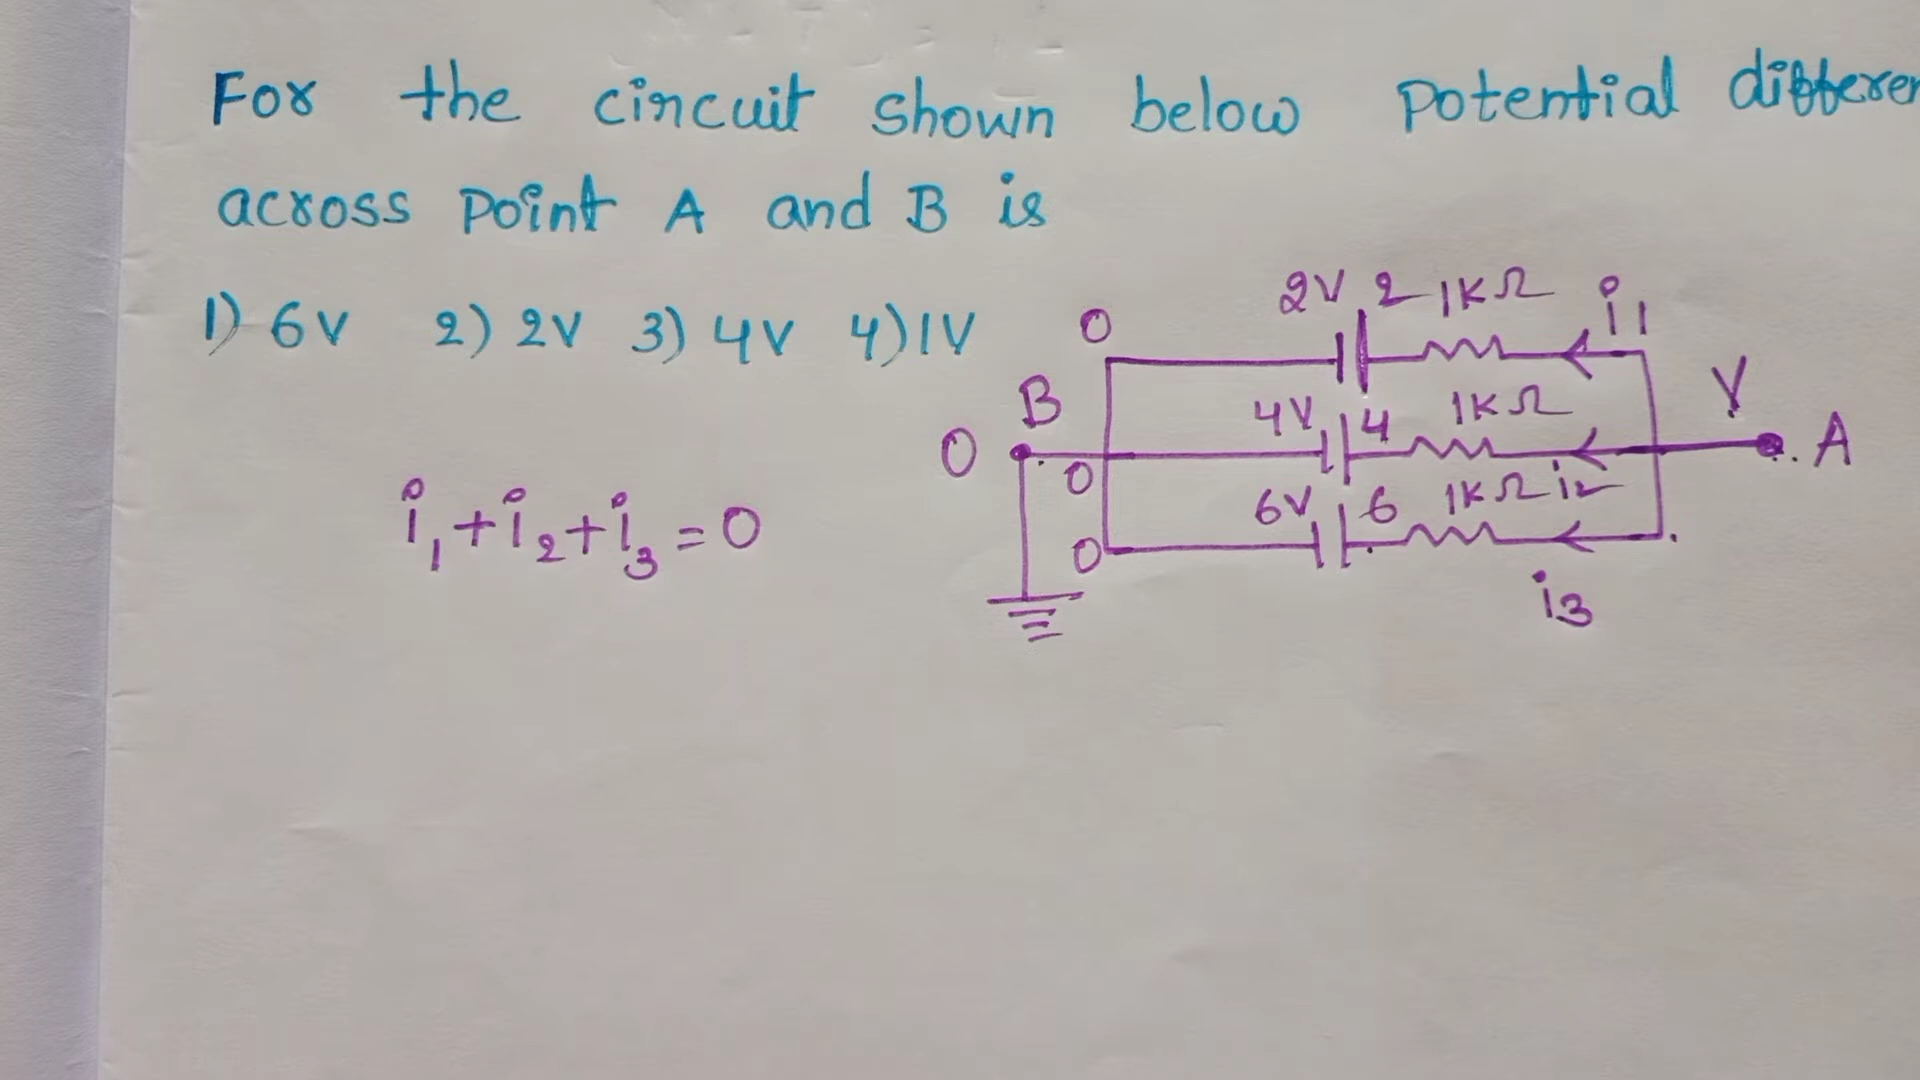 For the circuit shown below Potential differen
across Point A and B is
1) 6V 2) 2V 3) 4V 4) 1V
2V 2 1KΩ i1
0
B
4V 4 1KΩ V
0 0 A
6V 6 1KΩ i2
0
i1+i2+i3=0
i3